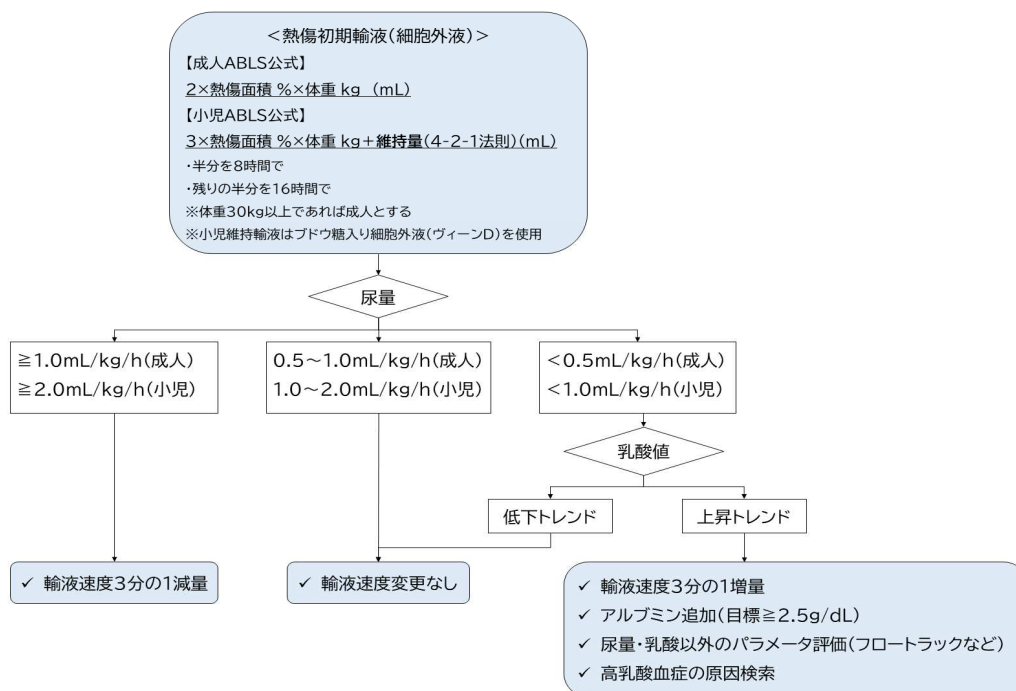 ＜熱傷初期輸液(細胞外液)＞
【成人ABLS公式】
2×熱傷面積 %×体重 kg （mL）
【小児ABLS公式】
3×熱傷面積 %×体重 kg＋維持量(4-2-1法則)(mL)
・半分を8時間で
・残りの半分を16時間で
※体重30kg以上であれば成人とする
※小児維持輸液はブドウ糖入り細胞外液(ヴィーンD)を使用
尿量
≧1.0mL/kg/h(成人)
≧2.0mL/kg/h(小児)
0.5～1.0mL/kg/h(成人)
1.0～2.0mL/kg/h(小児)
<0.5mL/kg/h(成人)
<1.0mL/kg/h(小児)
乳酸値
低下トレンド
上昇トレンド
✓ 輸液速度3分の1減量
✓ 輸液速度変更なし
✓ 輸液速度3分の1増量
✓ アルブミン追加(目標≧2.5g/dL)
✓ 尿量・乳酸以外のパラメータ評価(フロートラックなど)
✓ 高乳酸血症の原因検索